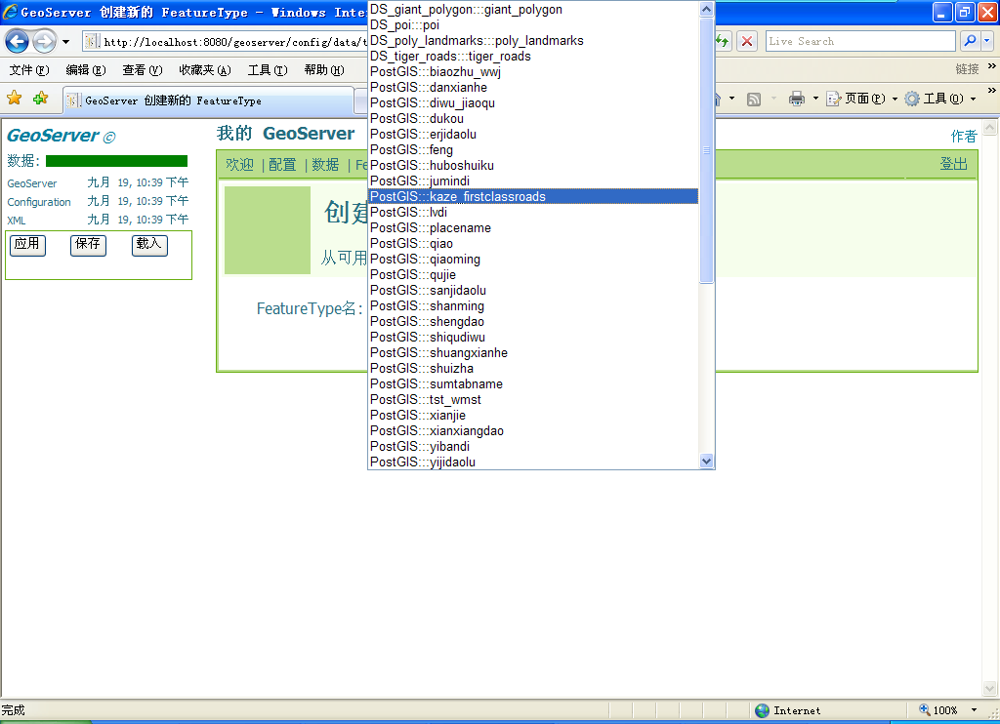 GeoServer 创建新的 FeatureType - Windows Inte
http://localhost:8080/geoserver/config/data/t
Live Search
文件(F) 编辑(E) 查看(V) 收藏夹(A) 工具(T) 帮助(H) 链接 »
GeoServer 创建新的 FeatureType
页面(P) 工具(O) »
GeoServer ©
数据:
GeoServer 九月 19, 10:39 下午
Configuration 九月 19, 10:39 下午
XML 九月 19, 10:39 下午
应用 保存 载入
我的 GeoServer
作者
欢迎 | 配置 | 数据 | Fe
登出
创建
从可用
FeatureType名:
DS_giant_polygon:::giant_polygon
DS_poi:::poi
DS_poly_landmarks:::poly_landmarks
DS_tiger_roads:::tiger_roads
PostGIS:::biaozhu_wwj
PostGIS:::danxianhe
PostGIS:::diwu_jiaoqu
PostGIS:::dukou
PostGIS:::erjidaolu
PostGIS:::feng
PostGIS:::huboshuiku
PostGIS:::jumindi
PostGIS:::kaze_firstclassroads
PostGIS:::lvdi
PostGIS:::placename
PostGIS:::qiao
PostGIS:::qiaoming
PostGIS:::qujie
PostGIS:::sanjidaolu
PostGIS:::shanming
PostGIS:::shengdao
PostGIS:::shiqudiwu
PostGIS:::shuangxianhe
PostGIS:::shuizha
PostGIS:::sumtabname
PostGIS:::tst_wmst
PostGIS:::xianjie
PostGIS:::xianxiangdao
PostGIS:::yibandi
PostGIS:::yijidaolu
完成
Internet
100%